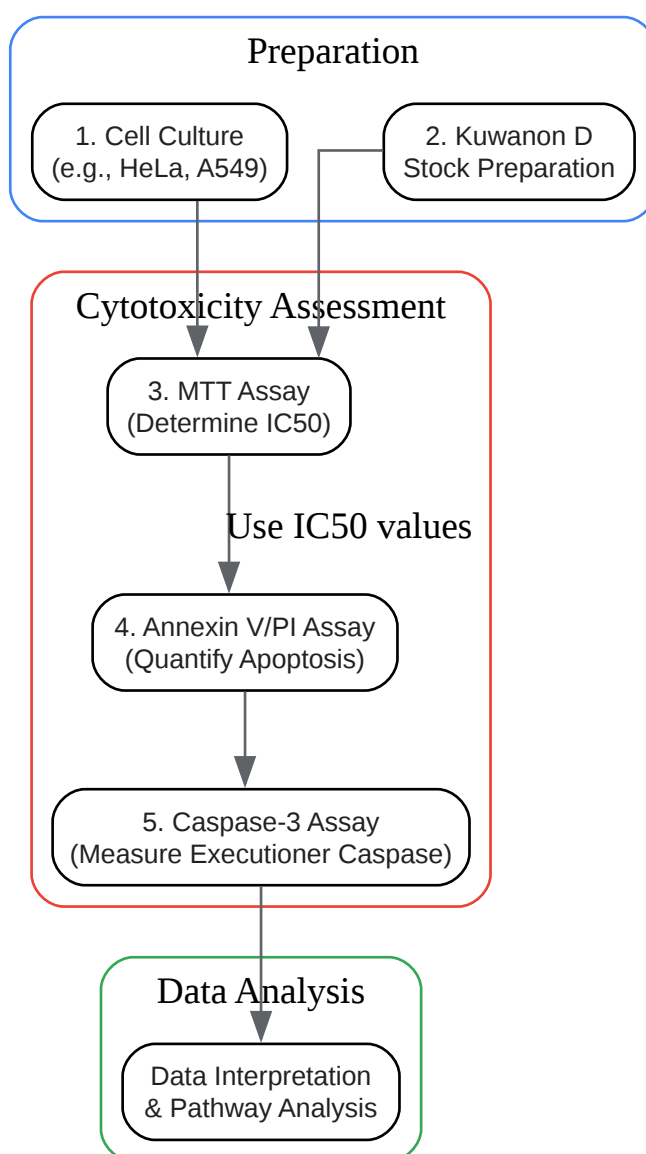 Preparation
1. Cell Culture
(e.g., HeLa, A549)
2. Kuwanon D
Stock Preparation
Cytotoxicity Assessment
3. MTT Assay
(Determine IC50)
Use IC50 values
4. Annexin V/PI Assay
(Quantify Apoptosis)
5. Caspase-3 Assay
(Measure Executioner Caspase)
Data Analysis
Data Interpretation
& Pathway Analysis